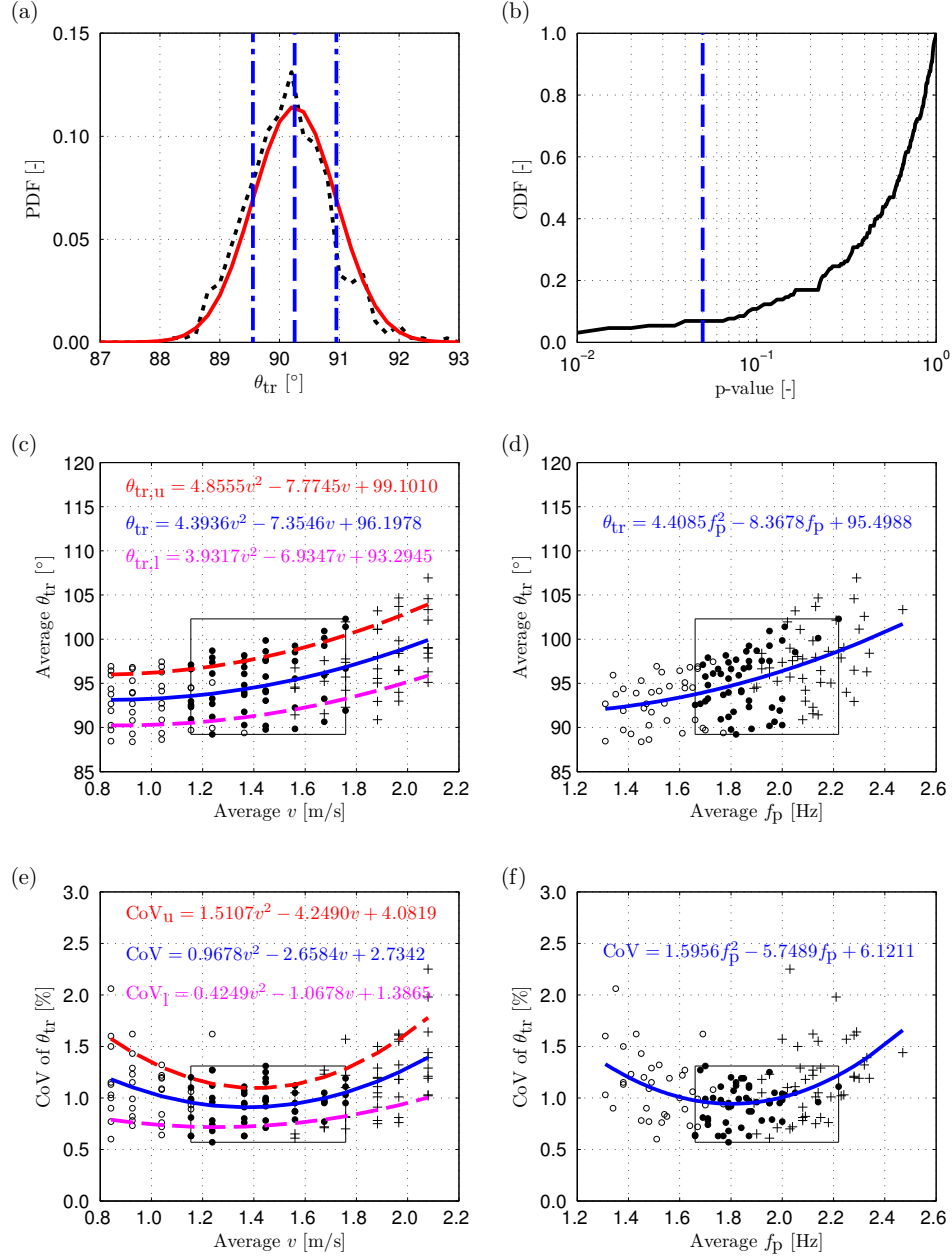 (a)
0.15
0.10
0.05
0.00
PDF [-]
87 88 89 90 91 92 93
θtr [°]
(b)
1.0
0.8
0.6
0.4
0.2
0.0
CDF [-]
10⁻² 10⁻¹ 10⁰
p-value [-]
(c)
120
115
110
105
100
95
90
85
Average θtr [°]
θtr,u = 4.8555v² − 7.7745v + 99.1010
θtr = 4.3936v² − 7.3546v + 96.1978
θtr,l = 3.9317v² − 6.9347v + 93.2945
0.8 1.0 1.2 1.4 1.6 1.8 2.0 2.2
Average v [m/s]
(d)
120
115
110
105
100
95
90
85
Average θtr [°]
θtr = 4.4085fp² − 8.3678fp + 95.4988
1.2 1.4 1.6 1.8 2.0 2.2 2.4 2.6
Average fp [Hz]
(e)
3.0
2.5
2.0
1.5
1.0
0.5
0.0
CoV of θtr [%]
CoVu = 1.5107v² − 4.2490v + 4.0819
CoV = 0.9678v² − 2.6584v + 2.7342
CoVl = 0.4249v² − 1.0678v + 1.3865
0.8 1.0 1.2 1.4 1.6 1.8 2.0 2.2
Average v [m/s]
(f)
3.0
2.5
2.0
1.5
1.0
0.5
0.0
CoV of θtr [%]
CoV = 1.5956fp² − 5.7489fp + 6.1211
1.2 1.4 1.6 1.8 2.0 2.2 2.4 2.6
Average fp [Hz]